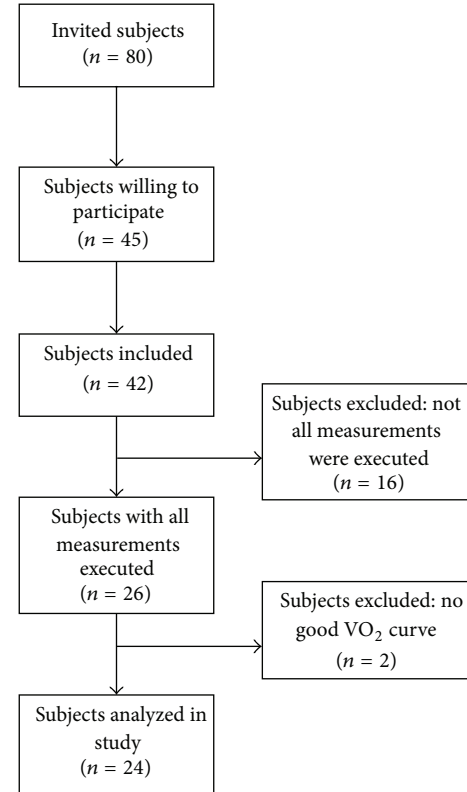 Invited subjects
(n = 80)
Subjects willing to
participate
(n = 45)
Subjects included
(n = 42)
Subjects excluded: not
all measurements
were executed
(n = 16)
Subjects with all
measurements
executed
(n = 26)
Subjects excluded: no
good VO₂ curve
(n = 2)
Subjects analyzed in
study
(n = 24)